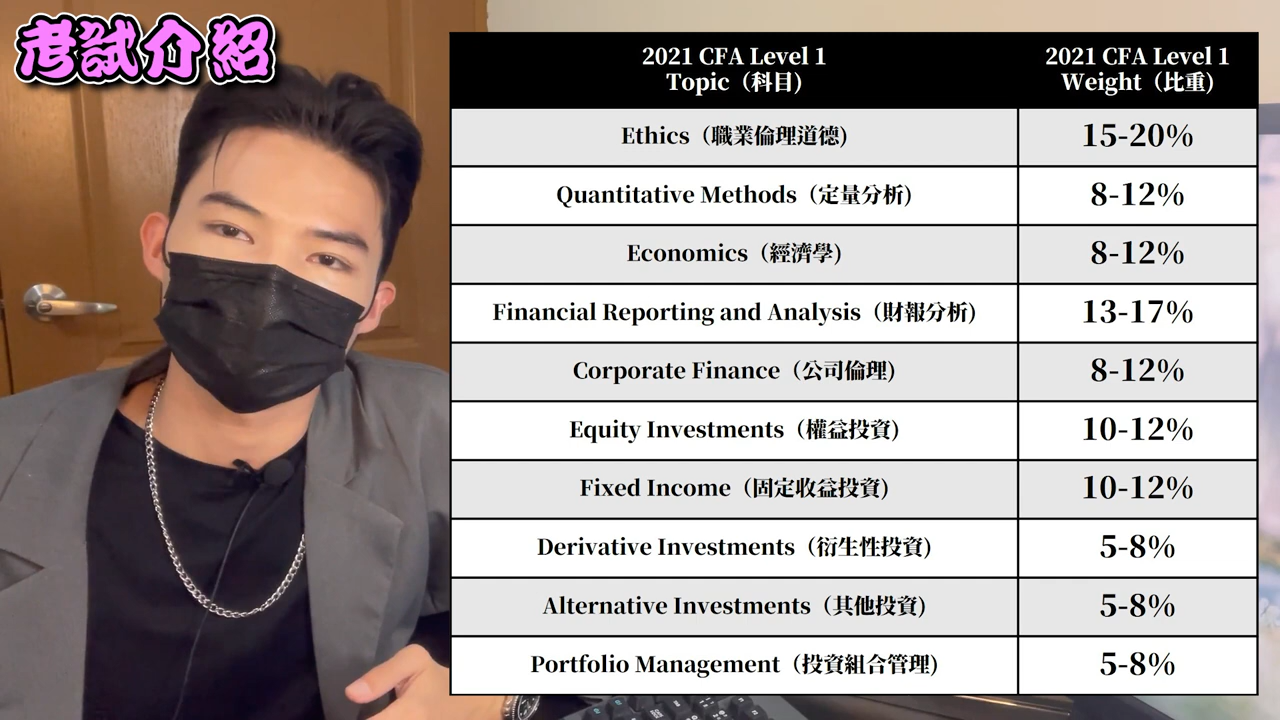 考試介紹
2021 CFA Level 1
Topic（科目）
2021 CFA Level 1
Weight（比重）
Ethics（職業倫理道德）
15-20%
Quantitative Methods（定量分析）
8-12%
Economics（經濟學）
8-12%
Financial Reporting and Analysis（財報分析）
13-17%
Corporate Finance（公司倫理）
8-12%
Equity Investments（權益投資）
10-12%
Fixed Income（固定收益投資）
10-12%
Derivative Investments（衍生性投資）
5-8%
Alternative Investments（其他投資）
5-8%
Portfolio Management（投資組合管理）
5-8%